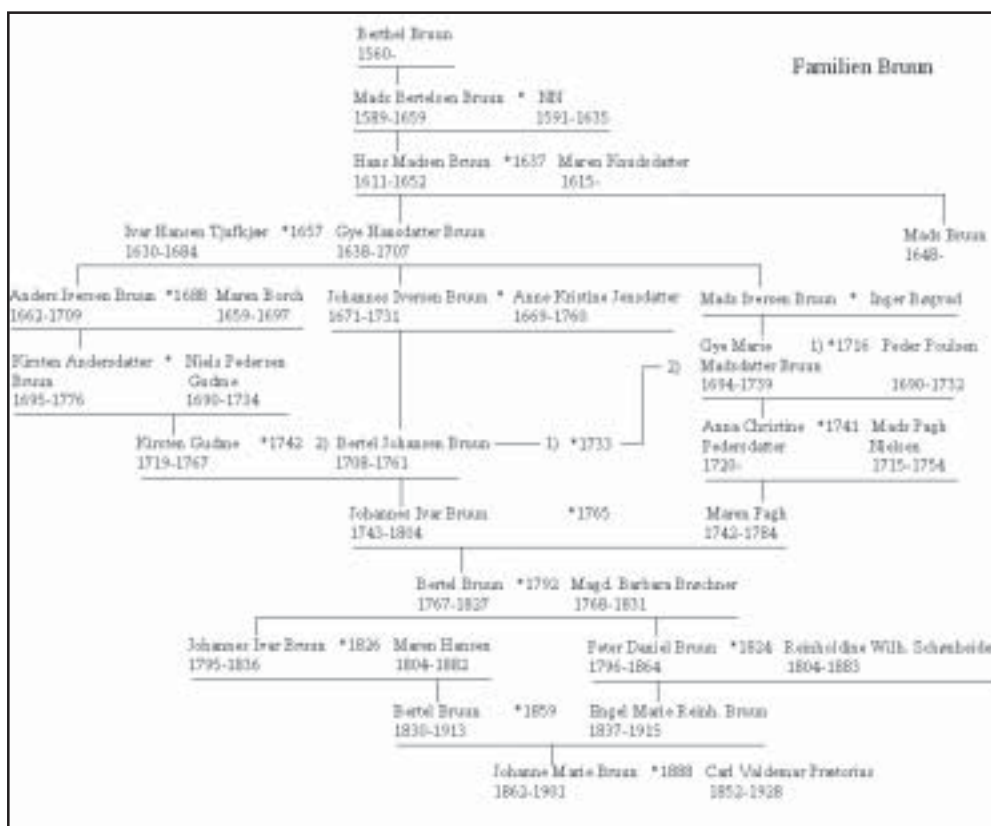 Berthel Bruun
1560-
Familien Bruun
Mads Bertelsen Bruun * NN
1589-1659 1591-1635
Hans Madsen Bruun *1637 Maren Knudsdatter
1611-1652 1615-
Ivar Hansen Tjufkjær *1657 Gye Hansdatter Bruun
1630-1684 1638-1707
Mads Bruun
1648-
Anders Iversen Bruun *1688 Maren Borch
1662-1709 1659-1697
Johannes Iversen Bruun * Anne Kristine Jensdatter
1671-1731 1669-1760
Mads Iversen Bruun * Inger Bøgvad
Kirsten Andersdatter * Niels Pedersen
Bruun Gudme
1695-1776 1690-1734
2)
Gye Marie 1) *1716 Peder Poulsen
Madsdatter Bruun
1694-1739 1690-1732
Kirsten Gudme *1742 2) Bertel Johansen Bruun 1) *1733
1719-1767 1708-1761
Anna Christine *1741 Mads Fagh
Pedersdatter Nielsen
1720- 1715-1754
Johannes Ivar Bruun *1765 Maren Fagh
1743-1804 1742-1784
Bertel Bruun *1792 Magd. Barbara Brøchner
1767-1827 1768-1831
Johannes Ivar Bruun *1826 Maren Hansen
1795-1836 1804-1882
Peter Daniel Bruun *1824 Reinholdine Wilh. Schønheider
1796-1864 1804-1883
Bertel Bruun *1859 Engel Marie Reinh. Bruun
1830-1913 1837-1915
Johanne Marie Bruun *1888 Carl Valdemar Prætorius
1862-1901 1852-1928